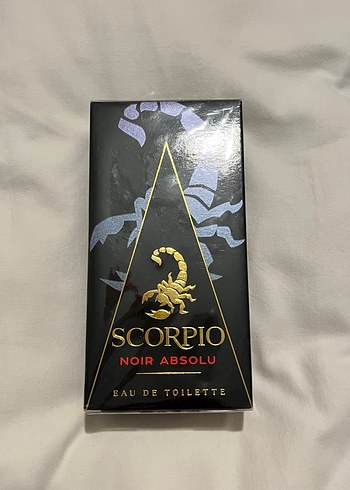 SCORPIO
NOIR ABSOLU
EAU DE TOILETTE